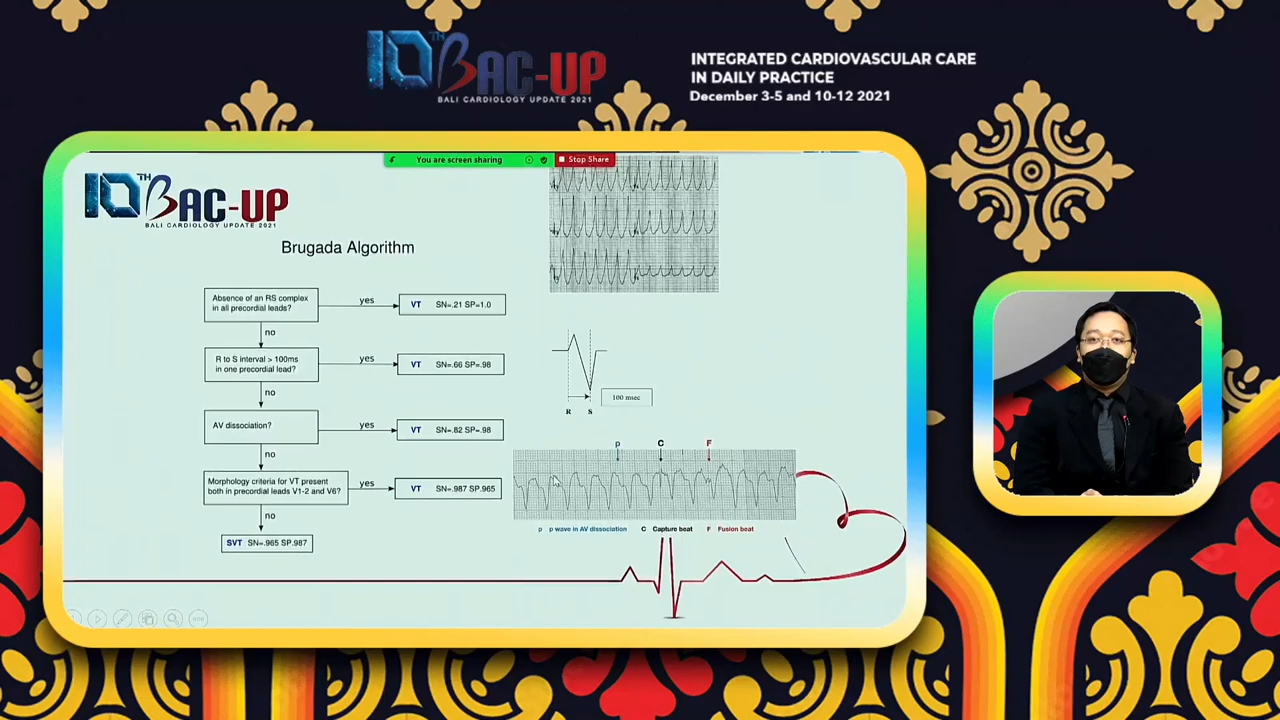 10TH BAC-UP
BALI CARDIOLOGY UPDATE 2021
INTEGRATED CARDIOVASCULAR CARE
IN DAILY PRACTICE
December 3-5 and 10-12 2021
You are screen sharing
Stop Share
10TH BAC-UP
BALI CARDIOLOGY UPDATE 2021
Brugada Algorithm
Absence of an RS complex
in all precordial leads?
yes
VT SN=.21 SP=1.0
no
R to S interval > 100ms
in one precordial lead?
yes
VT SN=.66 SP=.98
no
AV dissociation?
yes
VT SN=.82 SP=.98
no
Morphology criteria for VT present
both in precordial leads V1-2 and V6?
yes
VT SN=.987 SP.965
no
SVT SN=.965 SP.987
R S
100 msec
p C F
p p wave in AV dissociation C Capture beat F Fusion beat